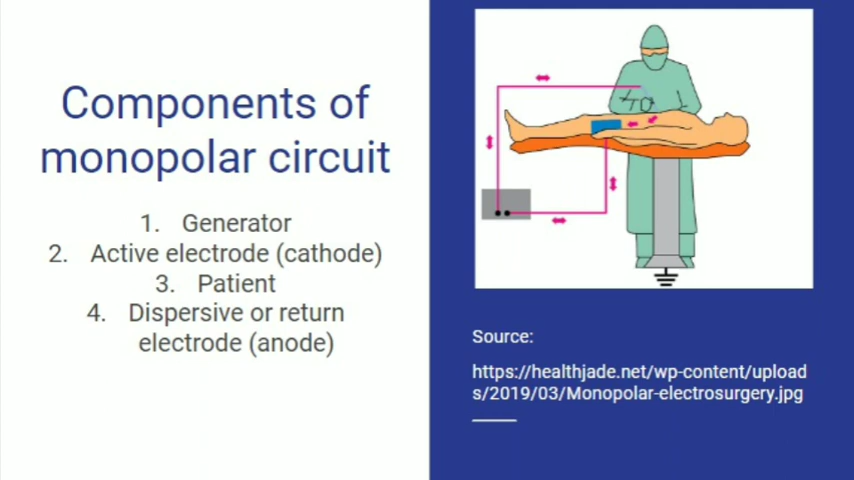 Components of
monopolar circuit
1. Generator
2. Active electrode (cathode)
3. Patient
4. Dispersive or return
electrode (anode)
Source:
https://healthjade.net/wp-content/upload
s/2019/03/Monopolar-electrosurgery.jpg